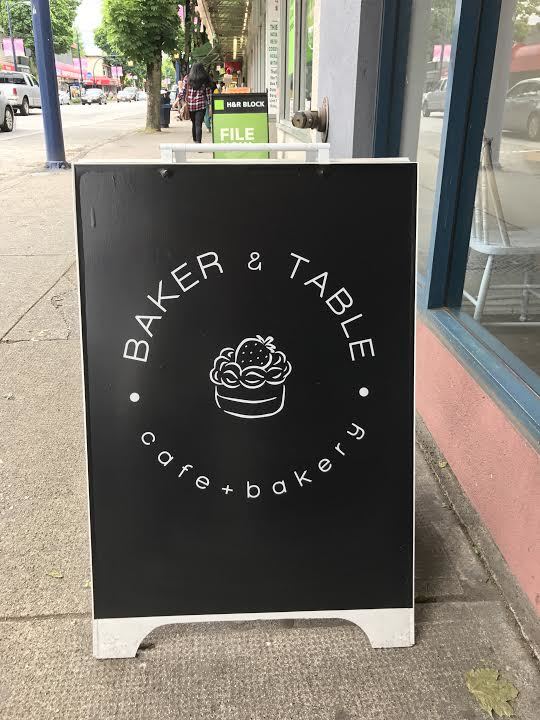 H&R BLOCK
FILE
BAKER & TABLE
cafe + bakery